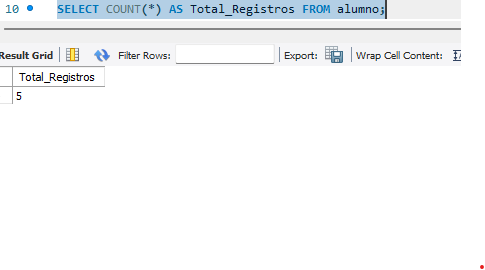 10 SELECT COUNT(*) AS Total_Registros FROM alumno;
Result Grid Filter Rows: Export: Wrap Cell Content:
Total_Registros
5